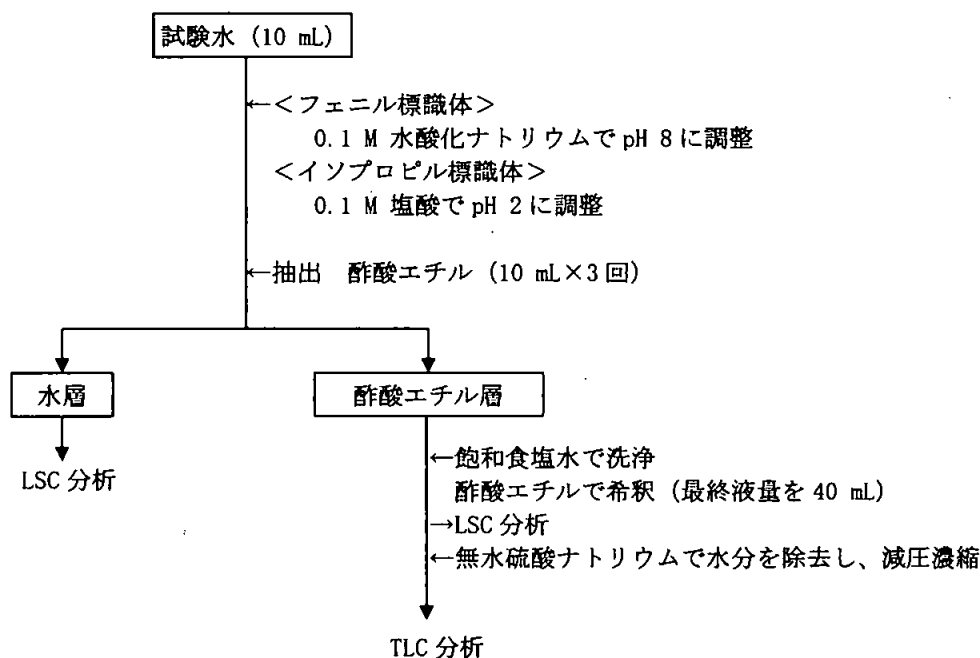 試験水 (10 mL)
←<フェニル標識体>
0.1 M 水酸化ナトリウムで pH 8 に調整
<イソプロピル標識体>
0.1 M 塩酸で pH 2 に調整
←抽出　酢酸エチル (10 mL×3 回)
水層
酢酸エチル層
LSC 分析
←飽和食塩水で洗浄
酢酸エチルで希釈 (最終液量を 40 mL)
→LSC 分析
←無水硫酸ナトリウムで水分を除去し、減圧濃縮
TLC 分析